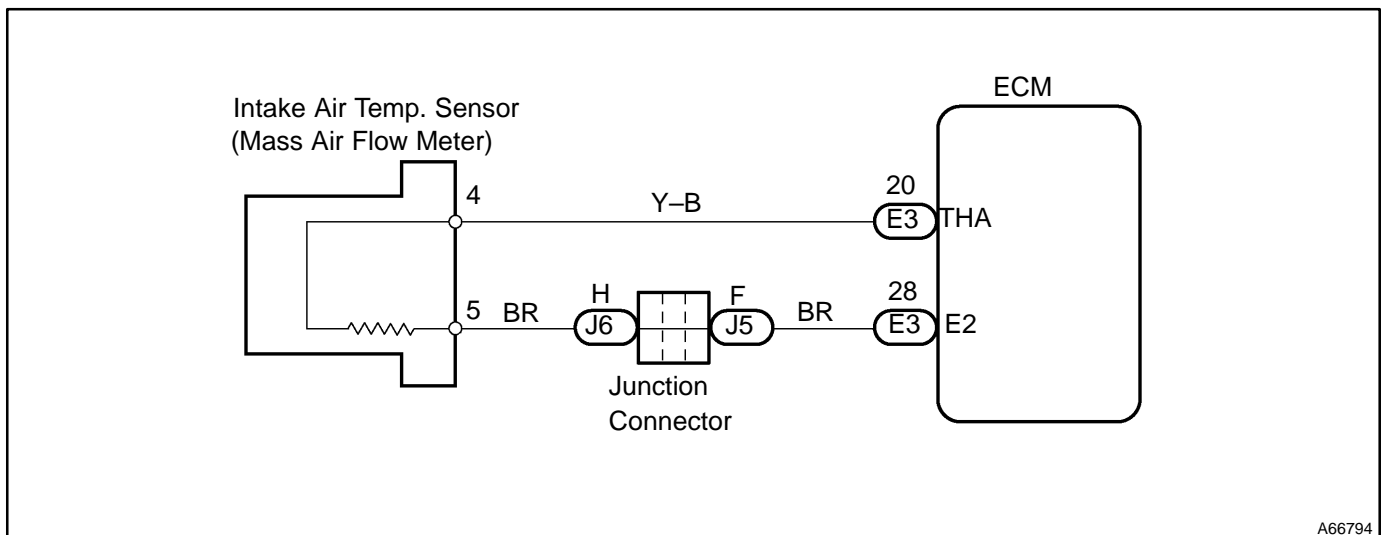 ECM
Intake Air Temp. Sensor
(Mass Air Flow Meter)
4
Y–B
20
E3
THA
5
BR
H
J6
F
J5
BR
28
E3
E2
Junction
Connector
A66794